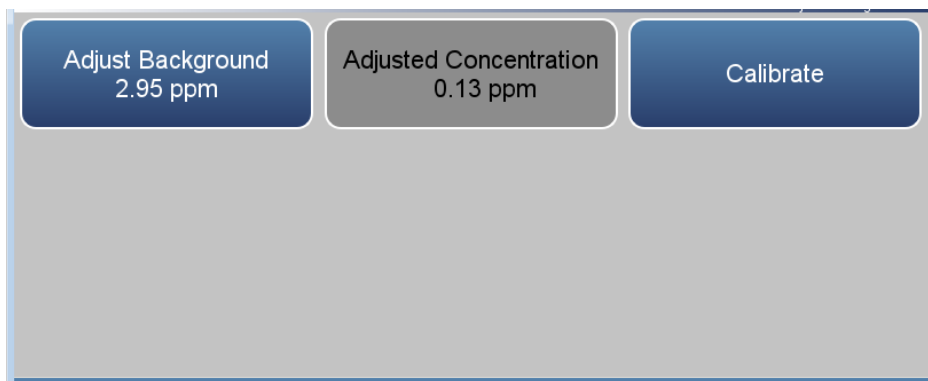 Adjust Background
2.95 ppm
Adjusted Concentration
0.13 ppm
Calibrate